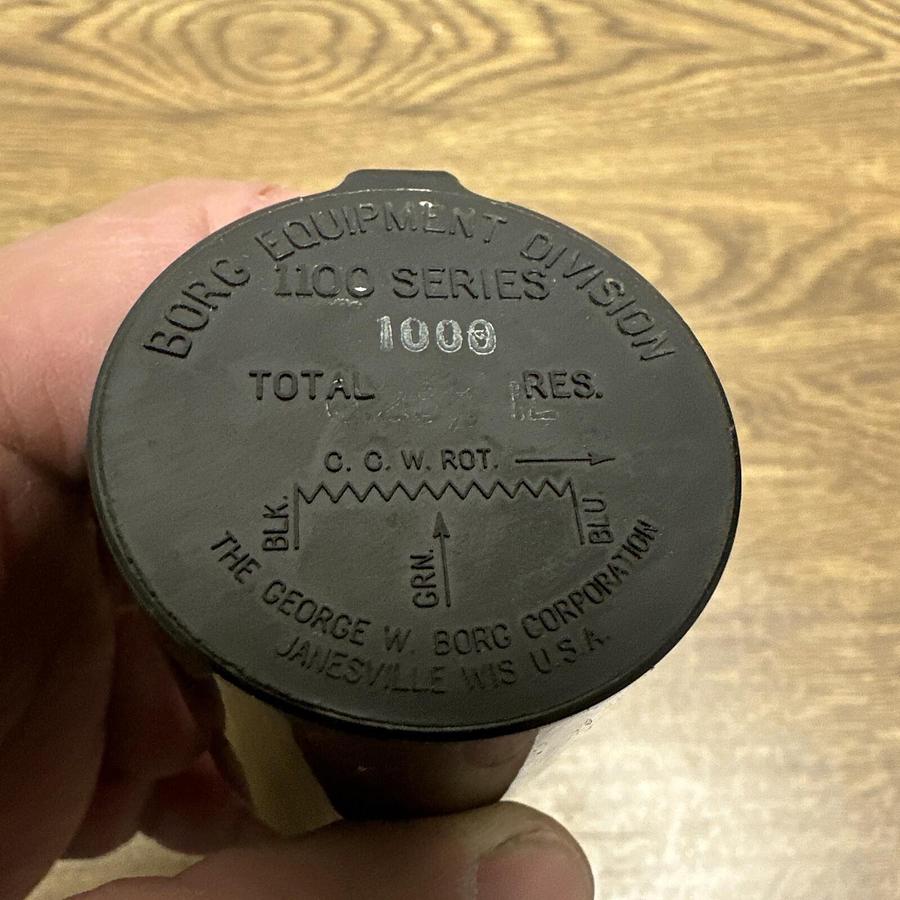 BORG EQUIPMENT DIVISION
1100 SERIES
1000
TOTAL RES.
C. C. W. ROT.
BLK.
GRN.
BLU.
THE GEORGE W. BORG CORPORATION
JANESVILLE WIS U.S.A.